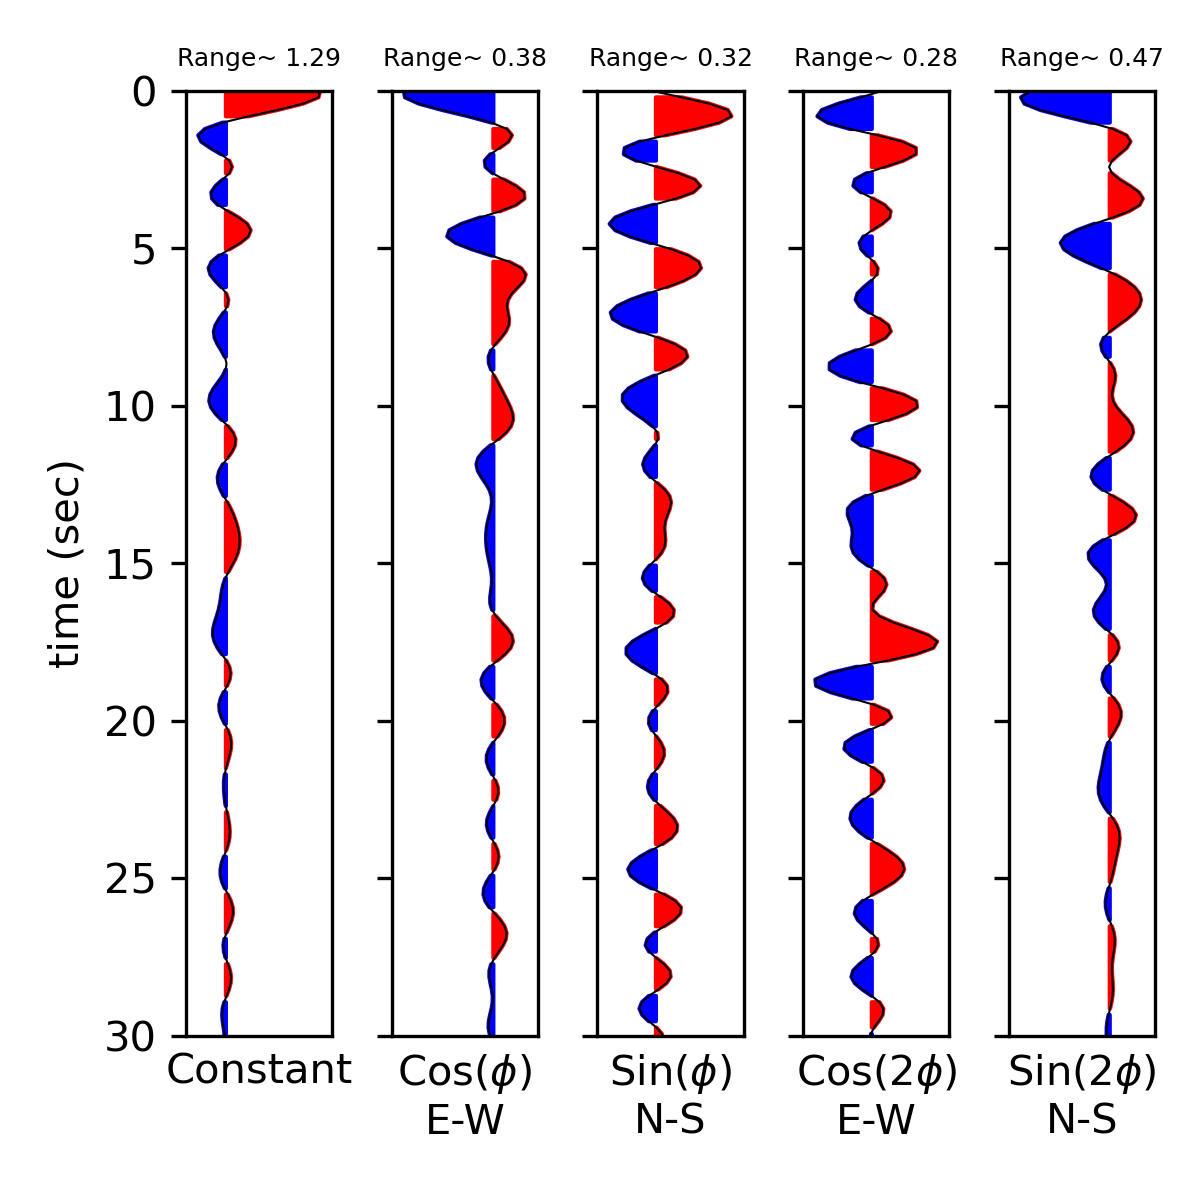 Range~ 1.29 Range~ 0.38 Range~ 0.32 Range~ 0.28 Range~ 0.47
0
5
10
15
20
25
30
time (sec)
Constant Cos(ϕ) Sin(ϕ) Cos(2ϕ) Sin(2ϕ)
E-W N-S E-W N-S